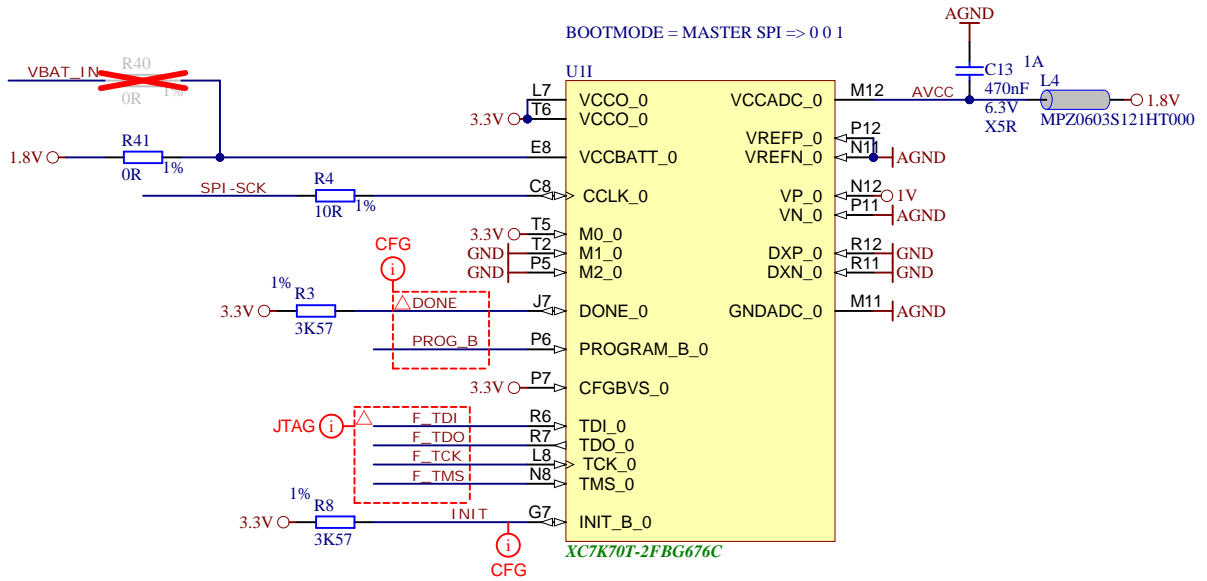 AGND
BOOTMODE = MASTER SPI => 0 0 1
R40
VBAT_IN
0R 1%
U1I
C13 1A
470nF L4
6.3V
X5R MPZ0603S121HT000
AVCC
1.8V
L7 VCCO_0
3.3V T6 VCCO_0
VCCADC_0 M12
VREFP_0 P12
VREFN_0 N11 AGND
R41
1.8V
0R 1%
E8 VCCBATT_0
SPI-SCK R4
10R 1%
C8 CCLK_0
VP_0 N12 1V
VN_0 P11 AGND
3.3V T5 M0_0
GND T2 M1_0
GND P5 M2_0
DXP_0 R12 GND
DXN_0 R11 GND
CFG
i
1% R3
3.3V
3K57
DONE J7 DONE_0
GNDADC_0 M11 AGND
PROG_B P6 PROGRAM_B_0
3.3V P7 CFGBVS_0
JTAG i
F_TDI R6 TDI_0
F_TDO R7 TDO_0
F_TCK L8 TCK_0
F_TMS N8 TMS_0
1% R8
3.3V
3K57
INIT G7 INIT_B_0
i
CFG
XC7K70T-2FBG676C